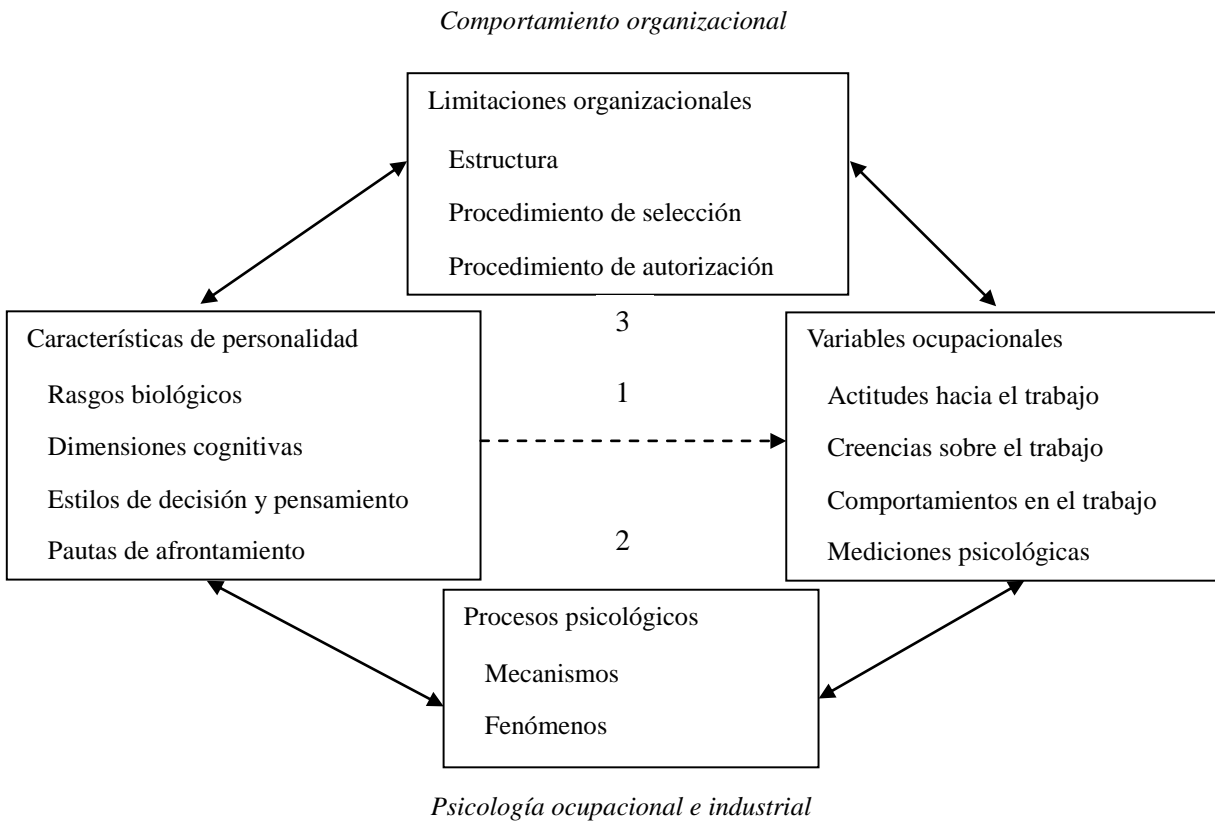 Comportamiento organizacional
Limitaciones organizacionales
Estructura
Procedimiento de selección
Procedimiento de autorización
Características de personalidad
Rasgos biológicos
Dimensiones cognitivas
Estilos de decisión y pensamiento
Pautas de afrontamiento
3
1
2
Variables ocupacionales
Actitudes hacia el trabajo
Creencias sobre el trabajo
Comportamientos en el trabajo
Mediciones psicológicas
Procesos psicológicos
Mecanismos
Fenómenos
Psicología ocupacional e industrial